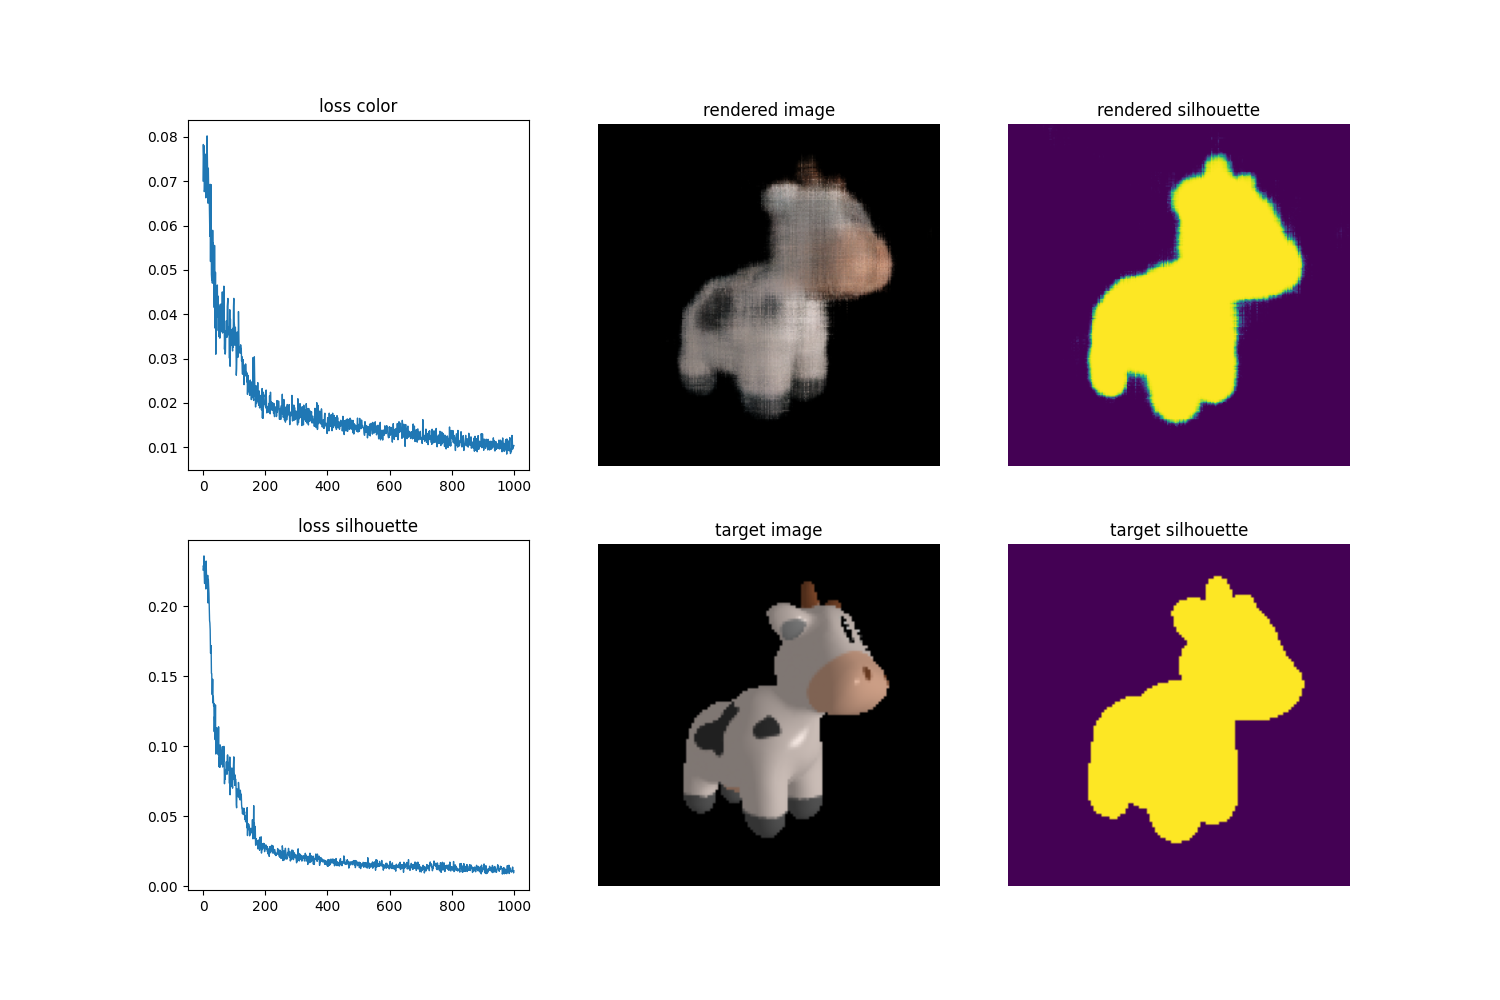 loss color
0.08
0.07
0.06
0.05
0.04
0.03
0.02
0.01
0 200 400 600 800 1000
rendered image
rendered silhouette
loss silhouette
0.20
0.15
0.10
0.05
0.00
0 200 400 600 800 1000
target image
target silhouette